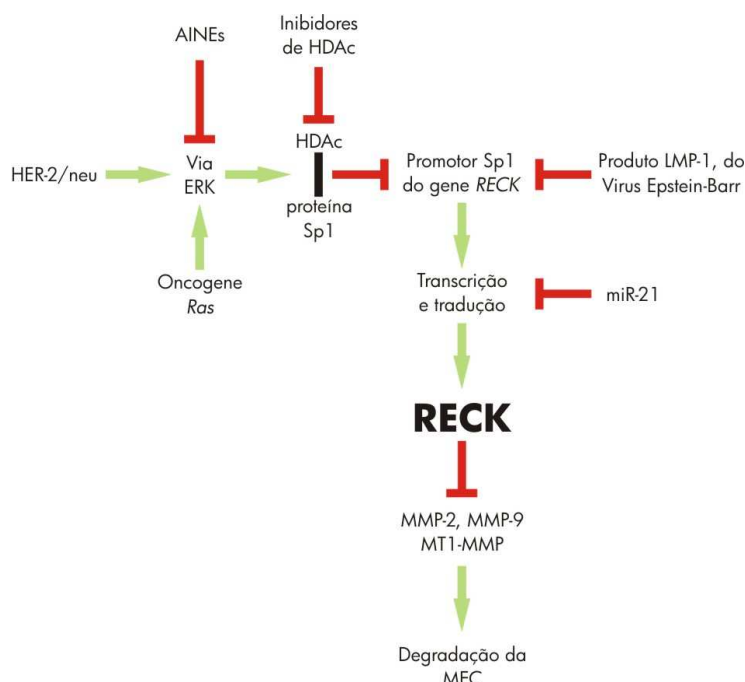 AINEs
Inibidores
de HDAc
HER-2/neu
Via
ERK
HDAc
proteína
Sp1
Promotor Sp1
do gene RECK
Produto LMP-1, do
Virus Epstein-Barr
Oncogene
Ras
Transcrição
e tradução
miR-21
RECK
MMP-2, MMP-9
MT1-MMP
Degradação da
MEC